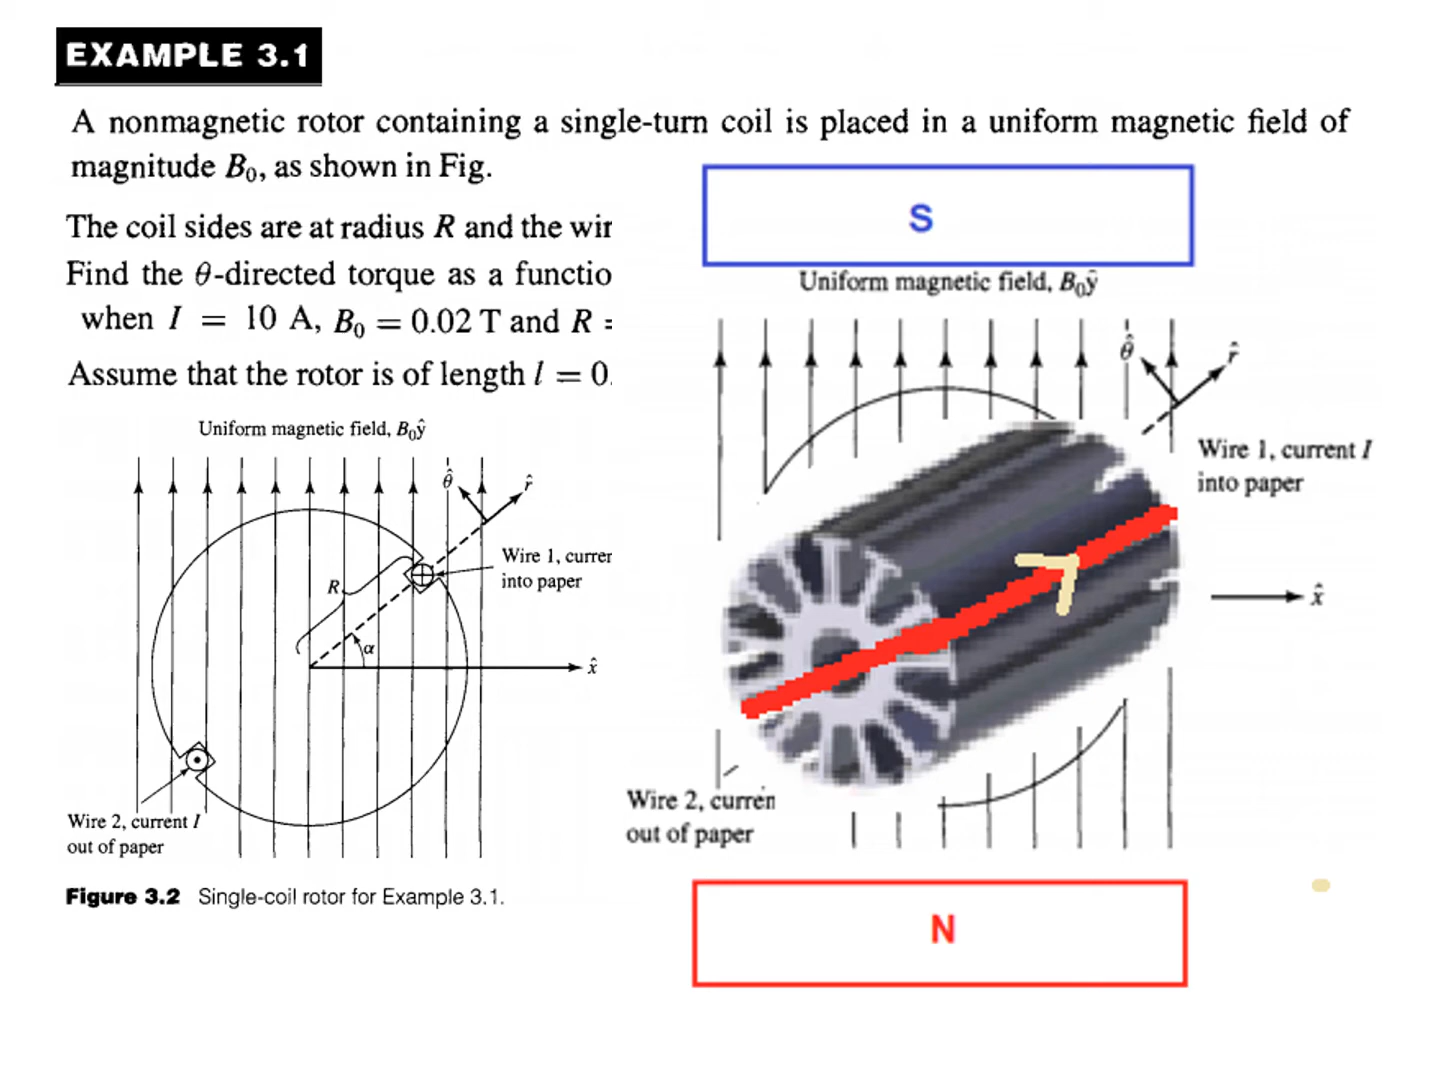 EXAMPLE 3.1
A nonmagnetic rotor containing a single-turn coil is placed in a uniform magnetic field of
magnitude B₀, as shown in Fig.
The coil sides are at radius R and the wir
Find the θ-directed torque as a functio
when I = 10 A, B₀ = 0.02 T and R =
Assume that the rotor is of length l = 0.
Uniform magnetic field, B₀ŷ
θ̂
r̂
Wire 1, currer
into paper
R
α
x̂
Wire 2, current I
out of paper
Figure 3.2 Single-coil rotor for Example 3.1.
S
Uniform magnetic field, B₀ŷ
θ̂
r̂
Wire 1, current I
into paper
x̂
Wire 2, curren
out of paper
N